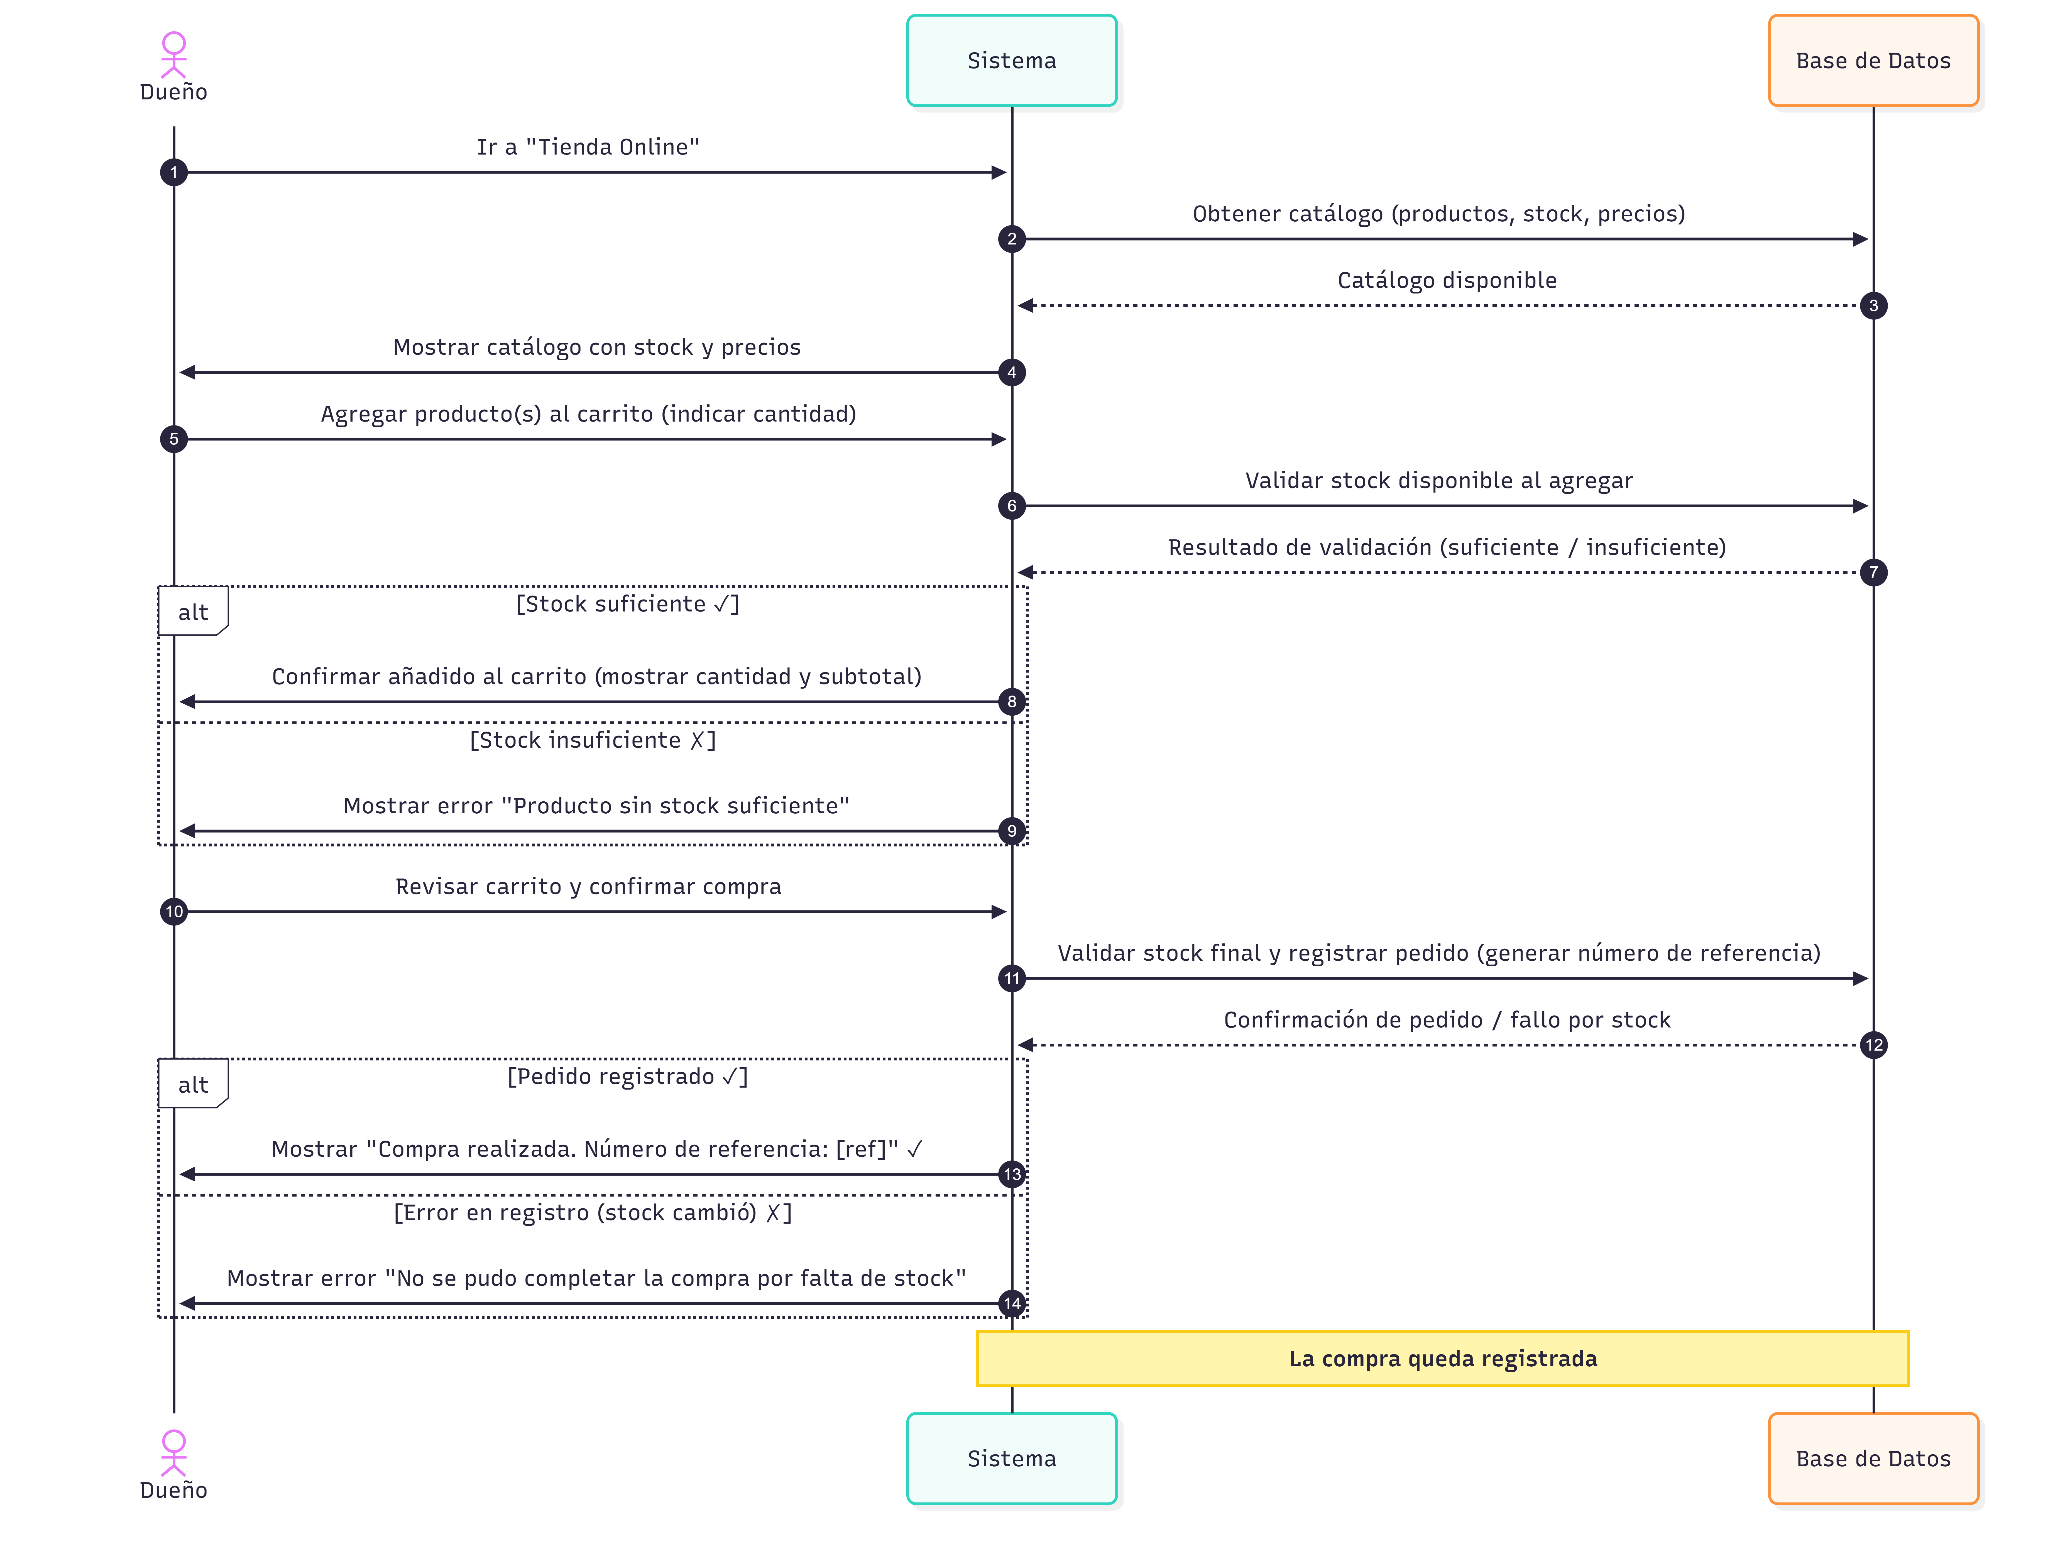 Dueño
Sistema
Base de Datos
Ir a "Tienda Online"
1
Obtener catálogo (productos, stock, precios)
2
Catálogo disponible
3
Mostrar catálogo con stock y precios
4
Agregar producto(s) al carrito (indicar cantidad)
5
Validar stock disponible al agregar
6
Resultado de validación (suficiente / insuficiente)
7
alt
[Stock suficiente ✓]
Confirmar añadido al carrito (mostrar cantidad y subtotal)
8
[Stock insuficiente ✗]
Mostrar error "Producto sin stock suficiente"
9
Revisar carrito y confirmar compra
10
Validar stock final y registrar pedido (generar número de referencia)
11
Confirmación de pedido / fallo por stock
12
alt
[Pedido registrado ✓]
Mostrar "Compra realizada. Número de referencia: [ref]" ✓
13
[Error en registro (stock cambió) ✗]
Mostrar error "No se pudo completar la compra por falta de stock"
14
La compra queda registrada
Dueño
Sistema
Base de Datos